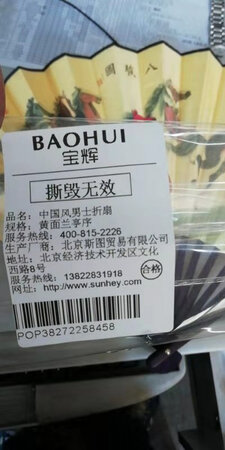 BAOHUI
宝辉
撕毁无效
品名：中国风男士折扇
规格：黄面兰亭序
服务热线：400-815-2226
生产厂商：北京斯图贸易有限公司
地址：北京经济技术开发区文化
西路8号
服务热线：13822831918
网址：http://www.sunhey.com
合格
POP38272258458